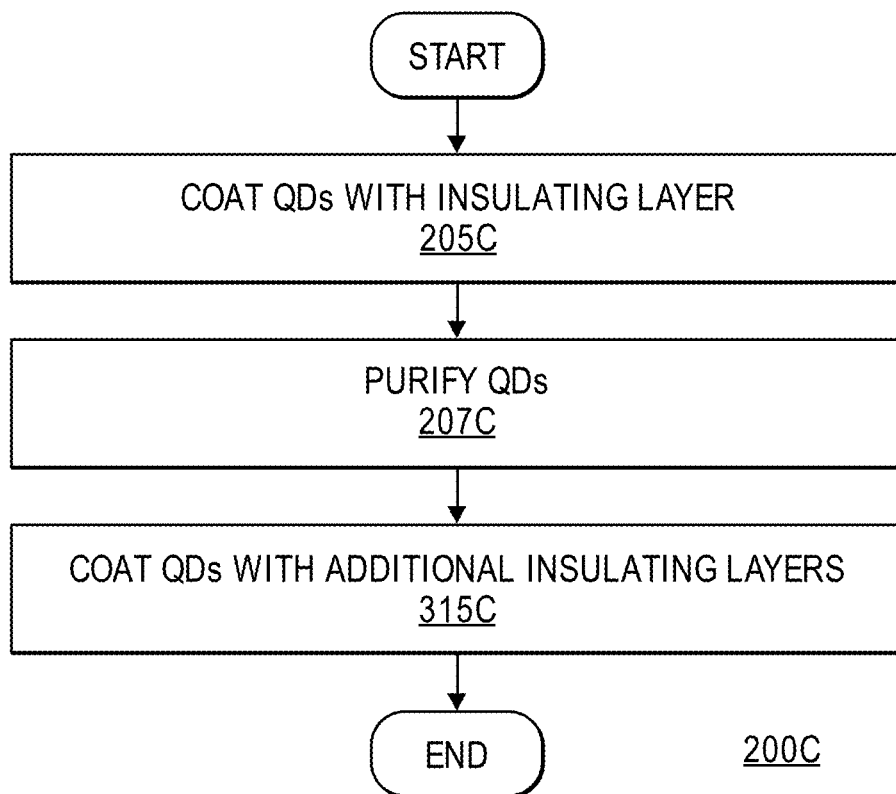 START
COAT QDs WITH INSULATING LAYER
205C
PURIFY QDs
207C
COAT QDs WITH ADDITIONAL INSULATING LAYERS
315C
END
200C